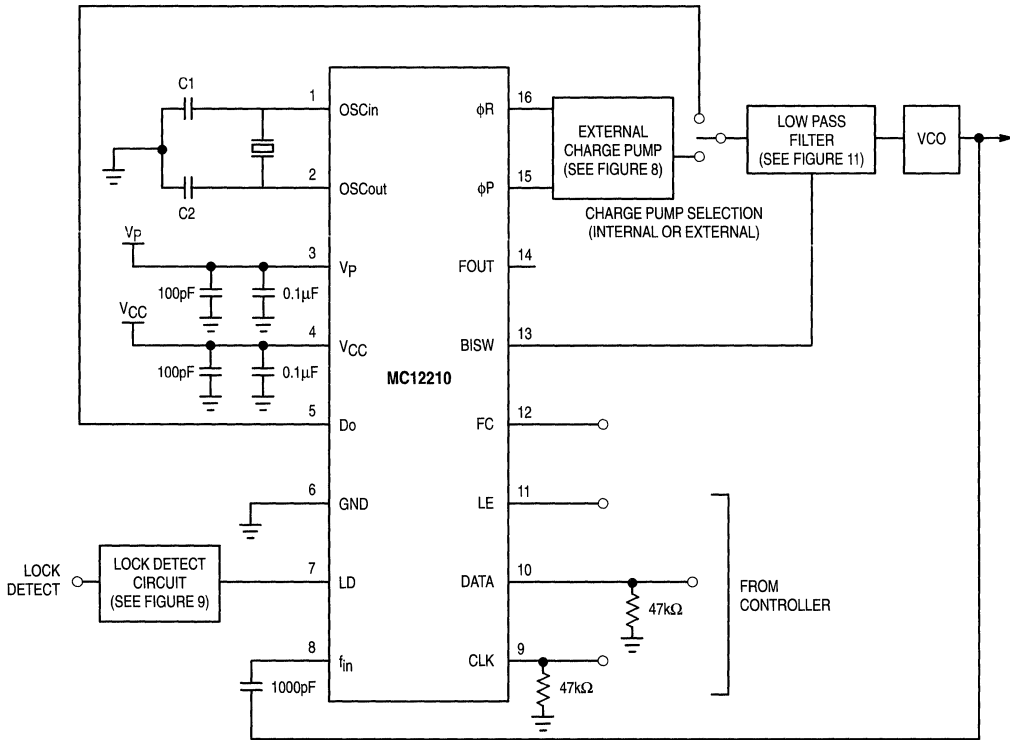 C1
1
OSCin
φR
16
EXTERNAL
CHARGE PUMP
(SEE FIGURE 8)
LOW PASS
FILTER
(SEE FIGURE 11)
VCO
C2
2
OSCout
φP
15
CHARGE PUMP SELECTION
(INTERNAL OR EXTERNAL)
VP
3
VP
FOUT
14
100pF
0.1μF
VCC
4
VCC
BISW
13
100pF
0.1μF
MC12210
5
Do
FC
12
6
GND
LE
11
LOCK
DETECT
LOCK DETECT
CIRCUIT
(SEE FIGURE 9)
7
LD
DATA
10
47kΩ
FROM
CONTROLLER
8
fin
CLK
9
1000pF
47kΩ